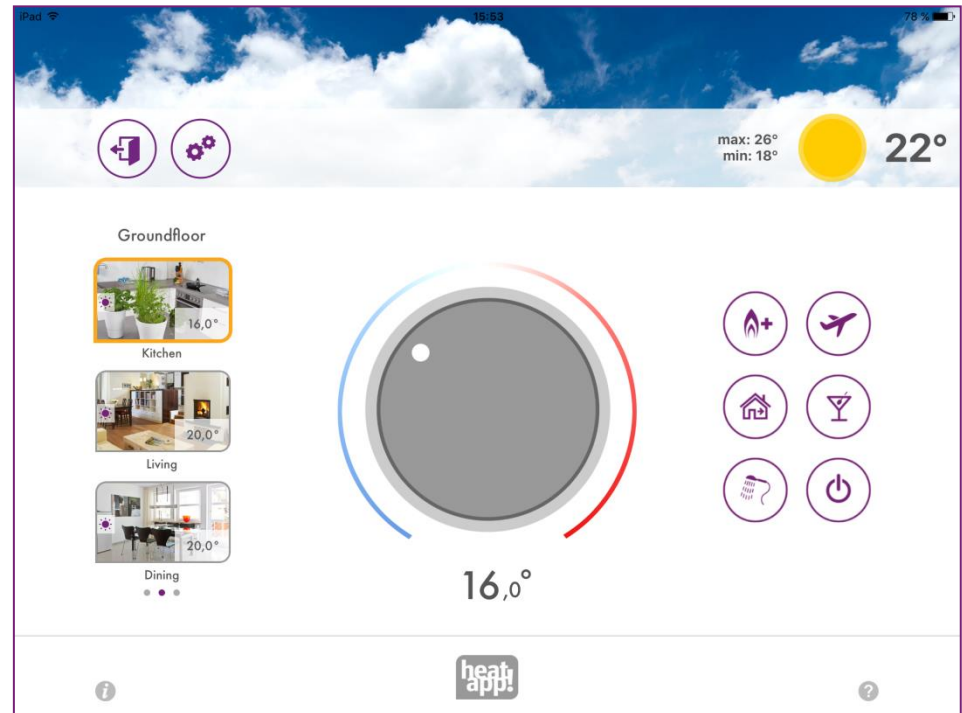 iPad
15:53
78 %
max: 26°
min: 18°
22°
Groundfloor
16,0°
Kitchen
20,0°
Living
20,0°
Dining
16,0°
heat
app!
i
?